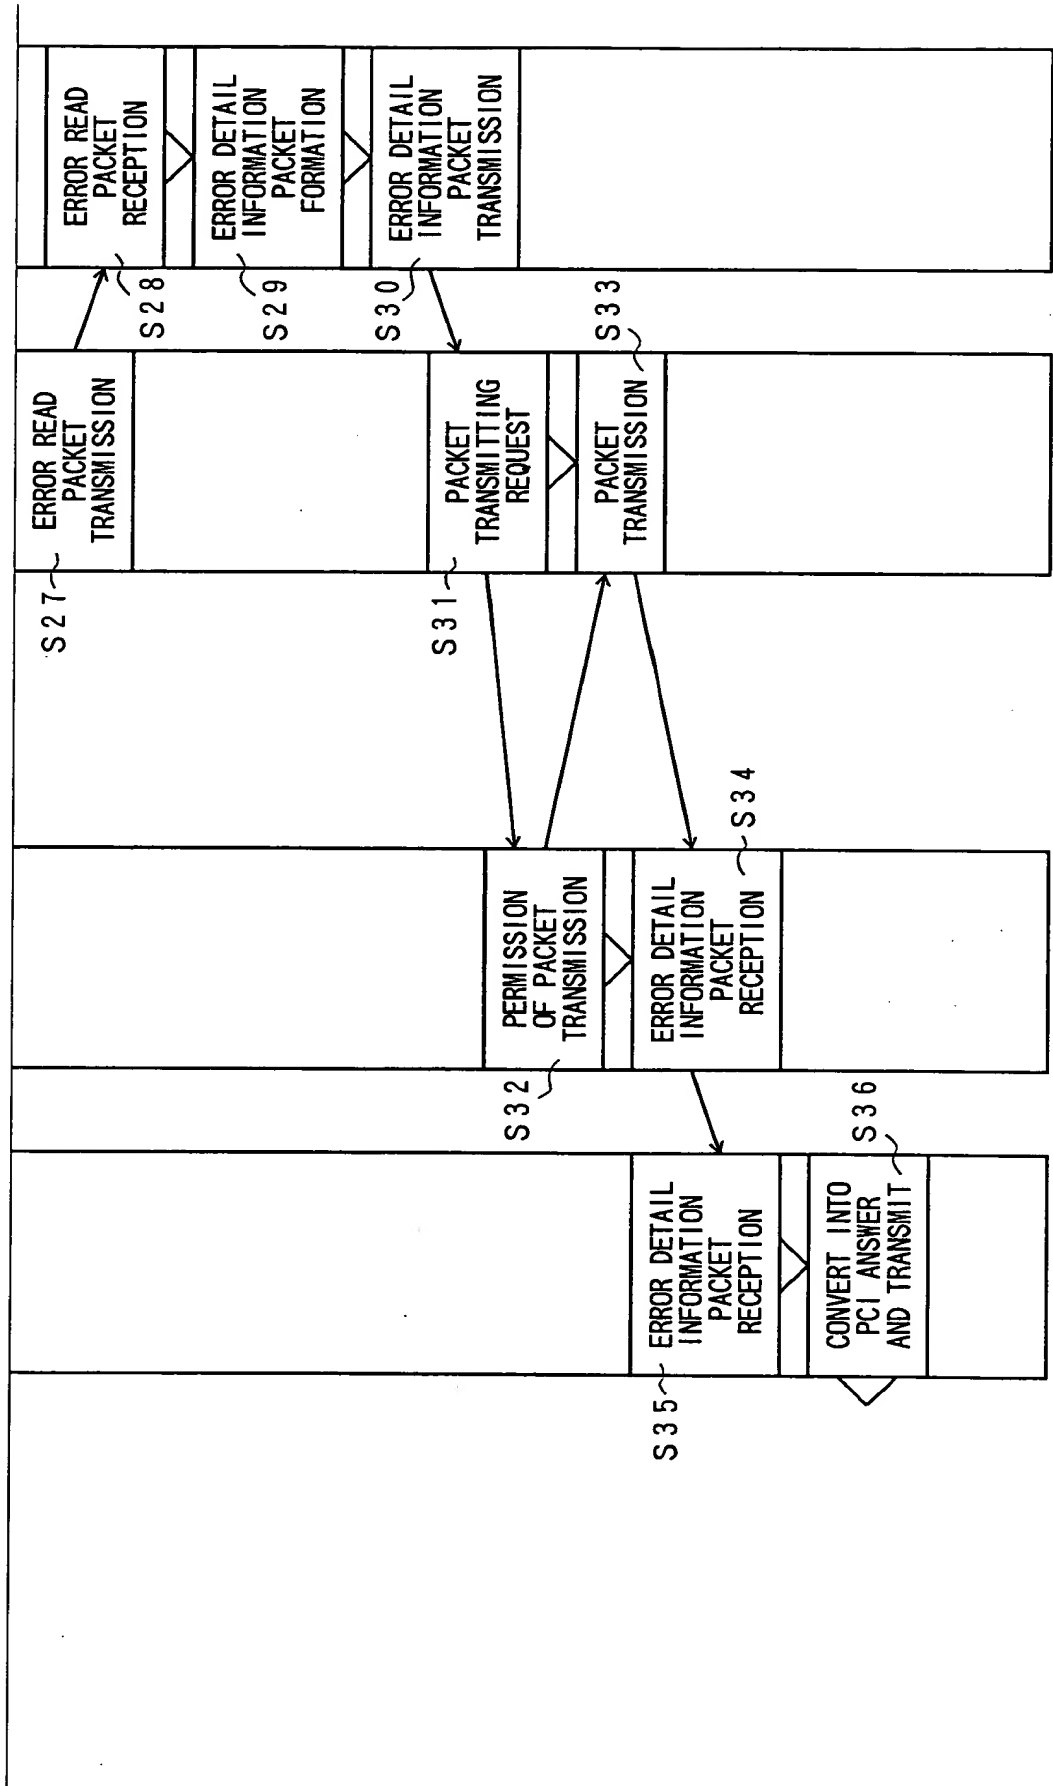 S27
ERROR READ
PACKET
TRANSMISSION
S28
ERROR READ
PACKET
RECEPTION
S29
ERROR DETAIL
INFORMATION
PACKET
FORMATION
S30
ERROR DETAIL
INFORMATION
PACKET
TRANSMISSION
S31
PACKET
TRANSMITTING
REQUEST
S32
PERMISSION
OF PACKET
TRANSMISSION
S33
PACKET
TRANSMISSION
S34
ERROR DETAIL
INFORMATION
PACKET
RECEPTION
S35
ERROR DETAIL
INFORMATION
PACKET
RECEPTION
S36
CONVERT INTO
PCI ANSWER
AND TRANSMIT